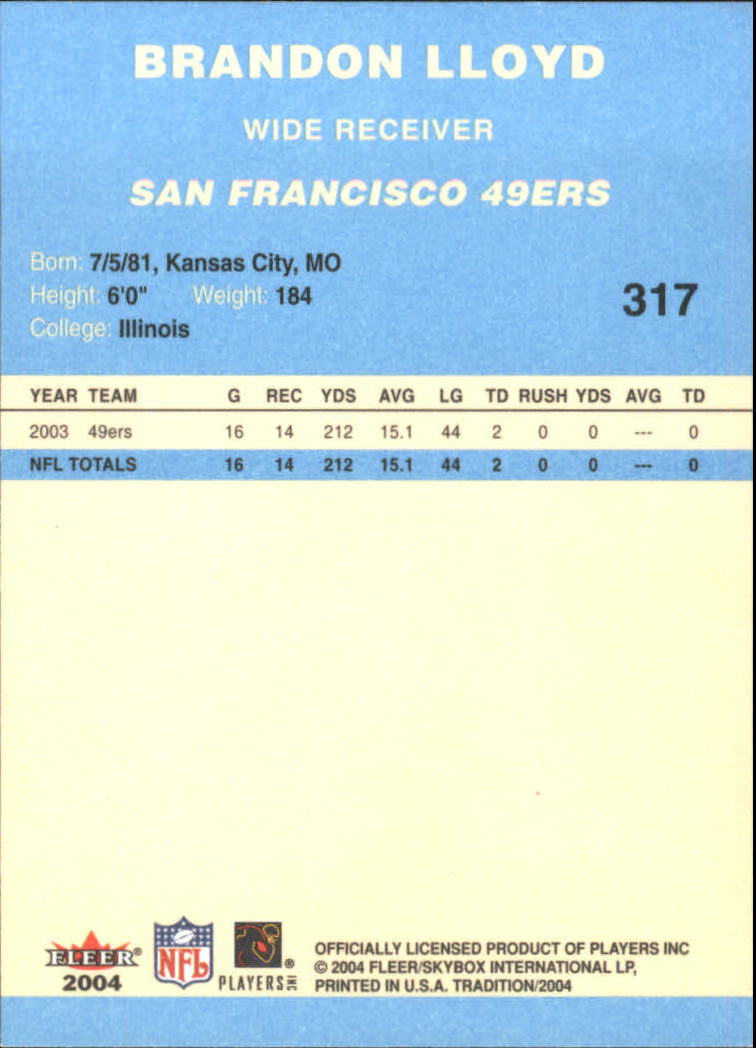 BRANDON LLOYD
WIDE RECEIVER
SAN FRANCISCO 49ERS
Born: 7/5/81, Kansas City, MO
Height: 6'0" Weight: 184
317
College: Illinois
YEAR TEAM G REC YDS AVG LG TD RUSH YDS AVG TD
2003 49ers 16 14 212 15.1 44 2 0 0 --- 0
NFL TOTALS 16 14 212 15.1 44 2 0 0 --- 0
FLEER®
2004
NFL
PLAYERS INC ®
OFFICIALLY LICENSED PRODUCT OF PLAYERS INC
© 2004 FLEER/SKYBOX INTERNATIONAL LP,
PRINTED IN U.S.A. TRADITION/2004